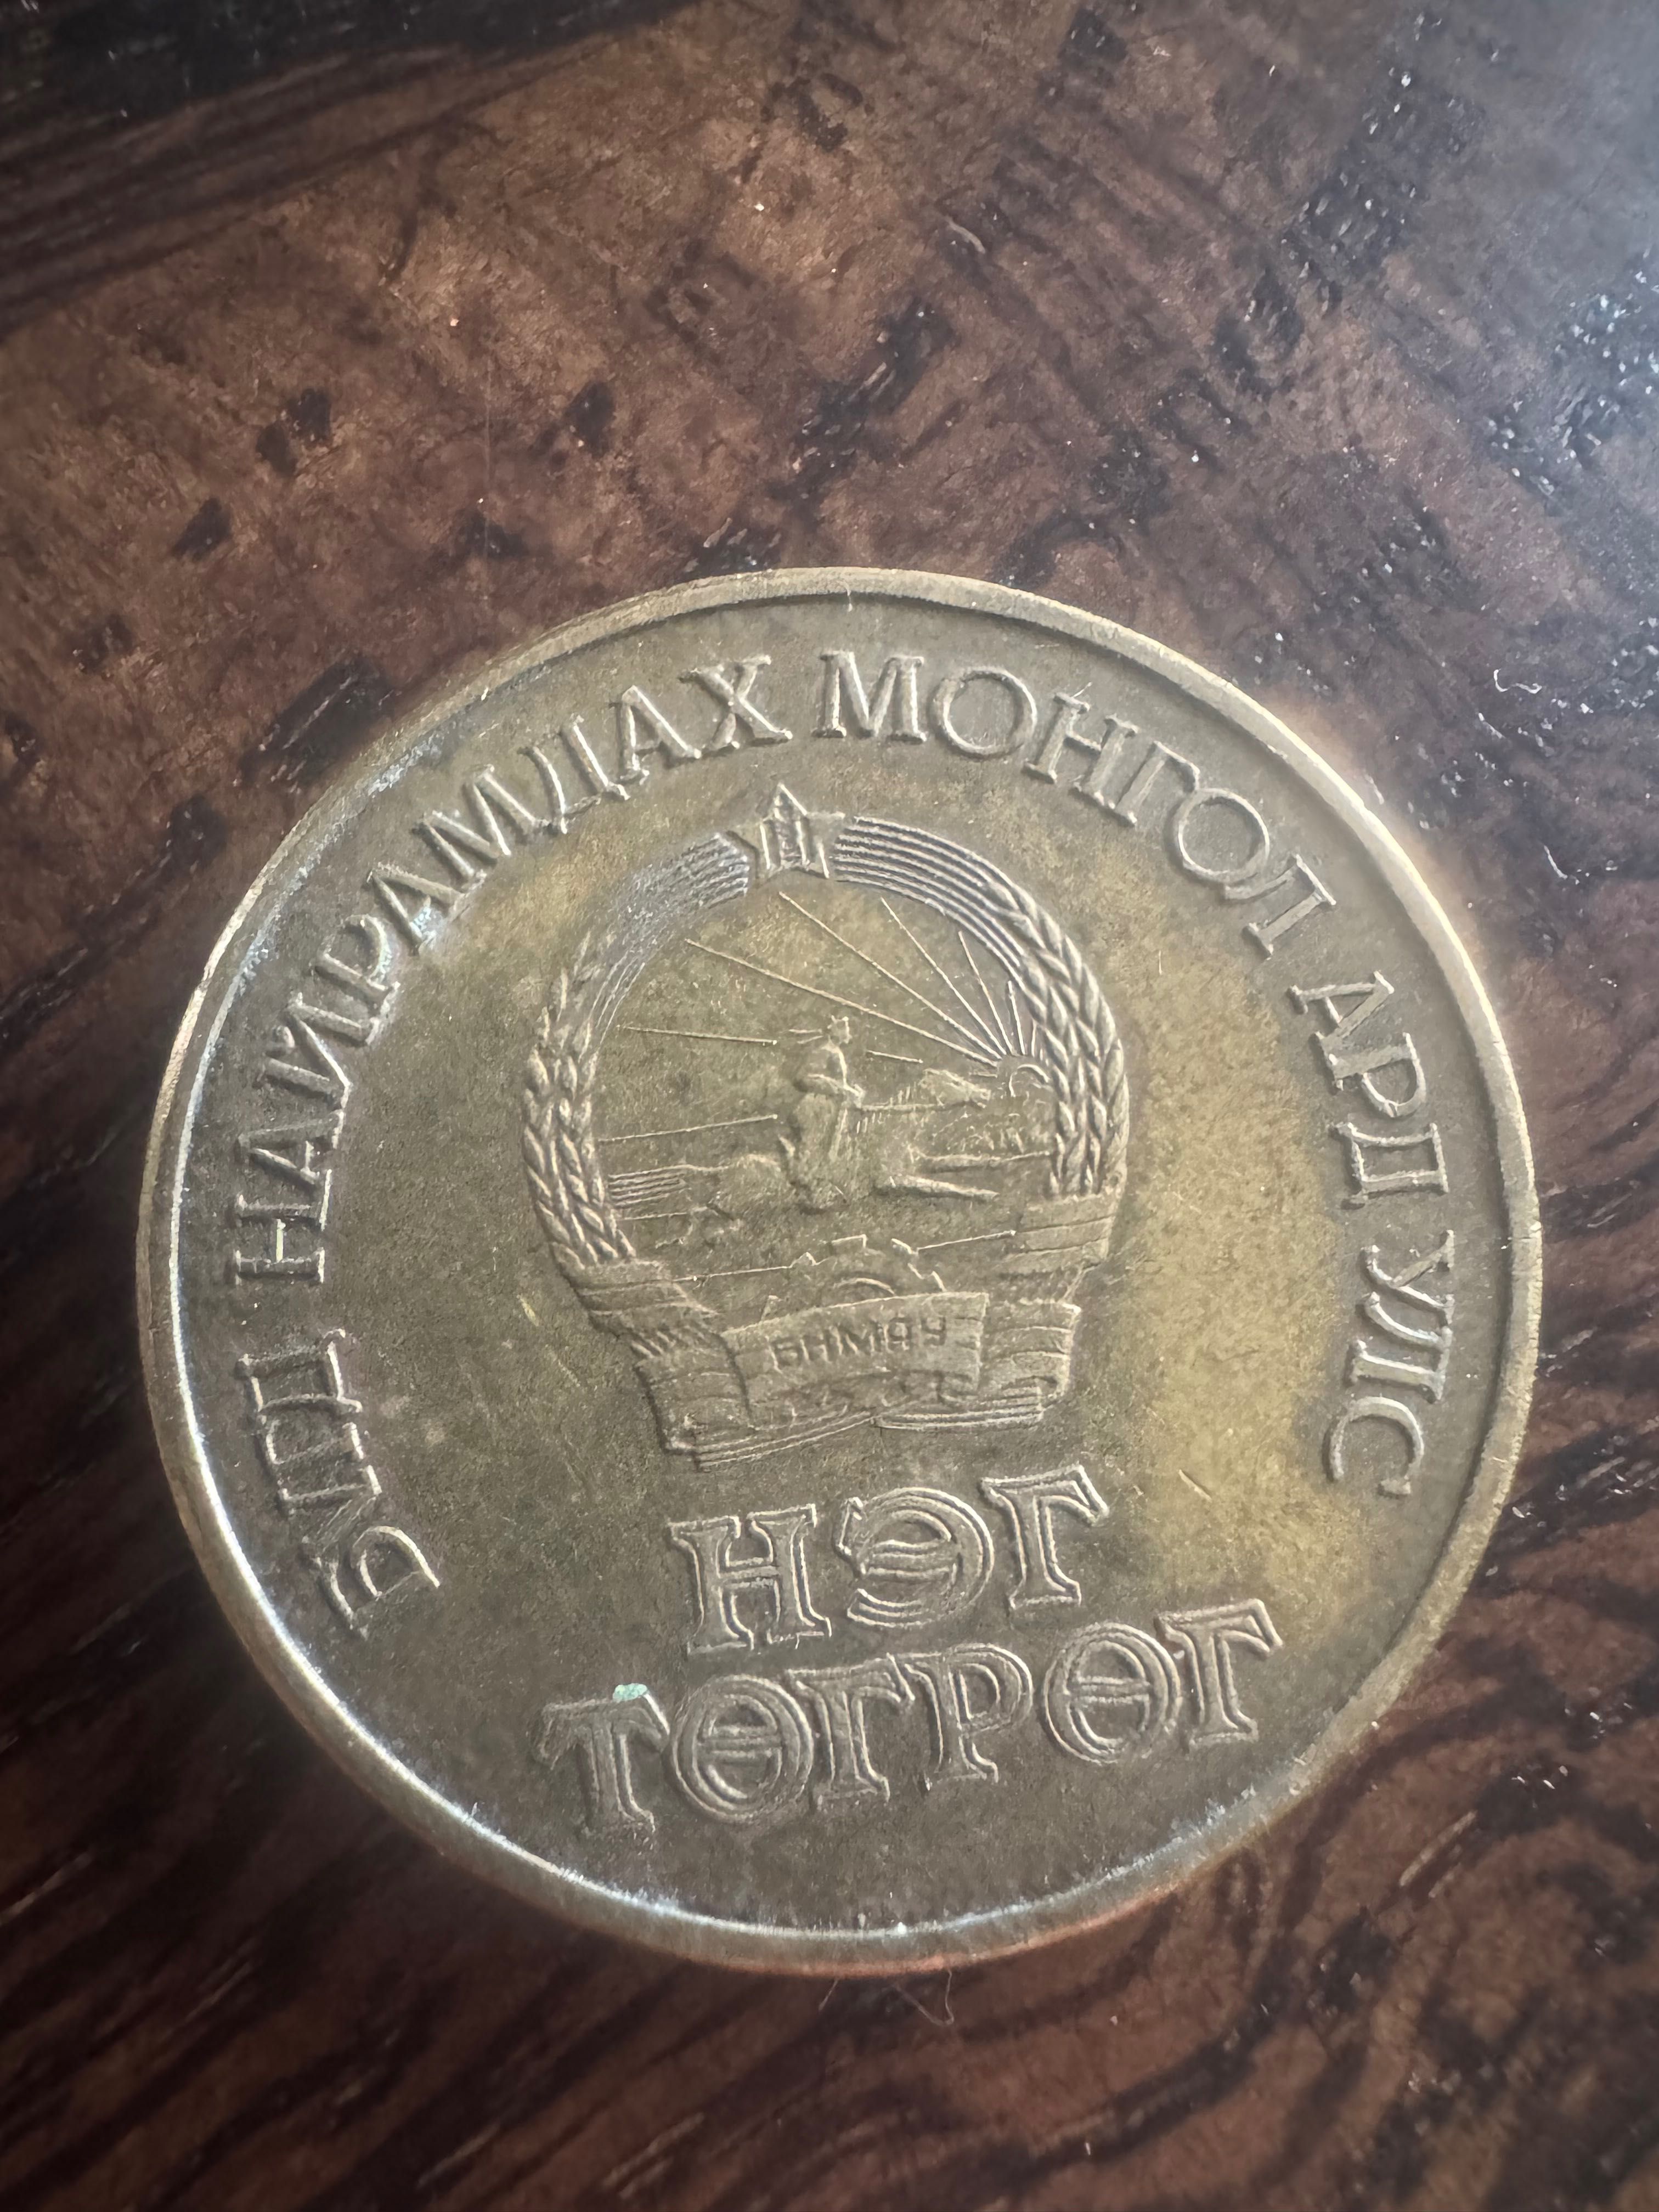 БҮГД НАЙРАМДАХ МОНГОЛ АРД УЛС
БНМАУ
НЭГ
ТӨГРӨГ